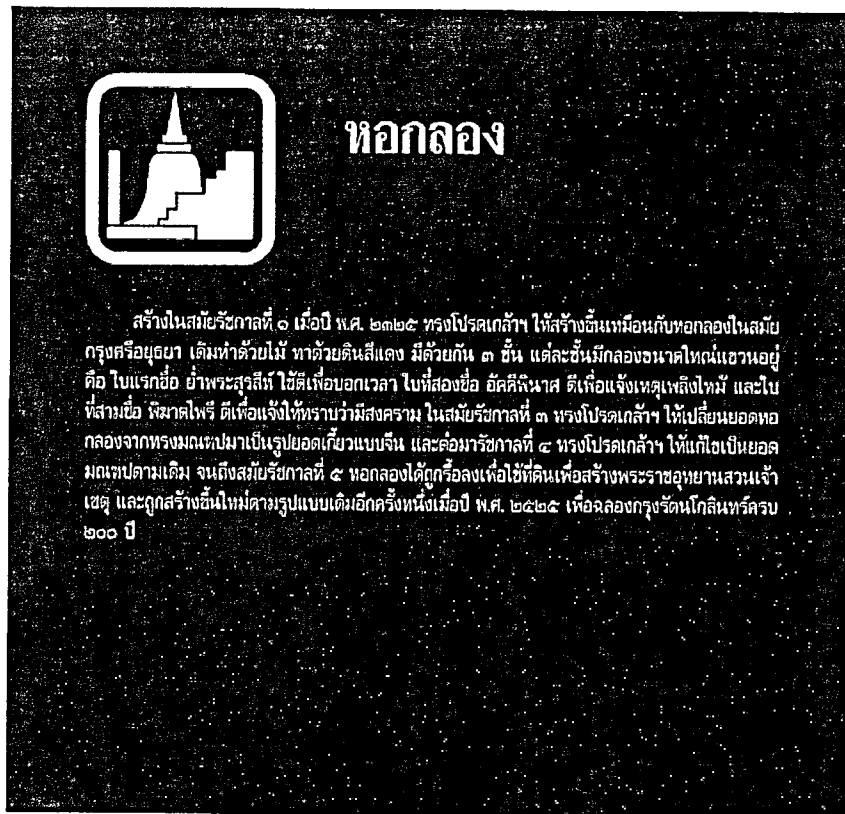 หอกลอง
สร้างในสมัยรัชกาลที่ ๑ เมื่อปี พ.ศ. ๒๓๒๕ ทรงโปรดเกล้าฯ ให้สร้างขึ้นเหมือนกับหอกลองในสมัย
กรุงศรีอยุธยา เดิมทำด้วยไม้ ทาด้วยดินสีแดง มีด้วยกัน ๓ ชั้น แต่ละชั้นมีกลองขนาดใหญ่แขวนอยู่
คือ ใบแรกชื่อ ย่ำพระสุรสีห์ ใช้ตีเพื่อบอกเวลา ใบที่สองชื่อ อัคคีพินาศ ตีเพื่อแจ้งเหตุเพลิงไหม้ และใบ
ที่สามชื่อ พิฆาตไพรี ตีเพื่อแจ้งให้ทราบว่ามีสงคราม ในสมัยรัชกาลที่ ๓ ทรงโปรดเกล้าฯ ให้เปลี่ยนยอดหอ
กลองจากทรงมณฑปมาเป็นรูปยอดเกี้ยวแบบจีน และต่อมารัชกาลที่ ๔ ทรงโปรดเกล้าฯ ให้แก้ไขเป็นยอด
มณฑปตามเดิม จนถึงสมัยรัชกาลที่ ๕ หอกลองได้ถูกรื้อลงเพื่อใช้ที่ดินเพื่อสร้างพระราชอุทยานสวนเจ้า
เชตุ และถูกสร้างขึ้นใหม่ตามรูปแบบเดิมอีกครั้งหนึ่งเมื่อปี พ.ศ. ๒๕๒๕ เพื่อฉลองกรุงรัตนโกสินทร์ครบ
๒๐๐ ปี